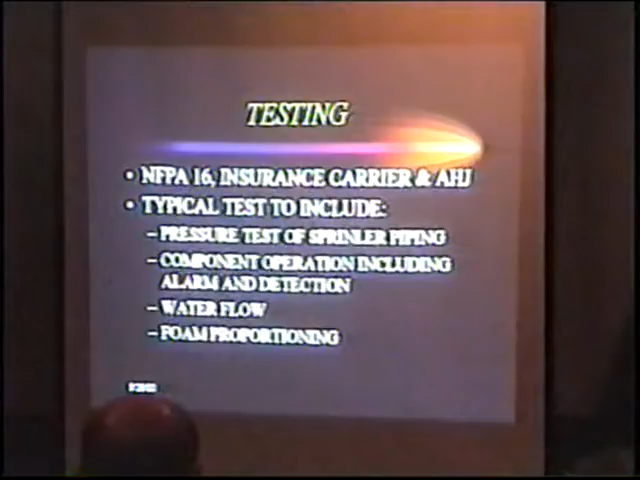 TESTING
• NFPA 16, INSURANCE CARRIER & AHJ
• TYPICAL TEST TO INCLUDE:
– PRESSURE TEST OF SPRINLER PIPING
– COMPONENT OPERATION INCLUDING
ALARM AND DETECTION
– WATER FLOW
– FOAM PROPORTIONING